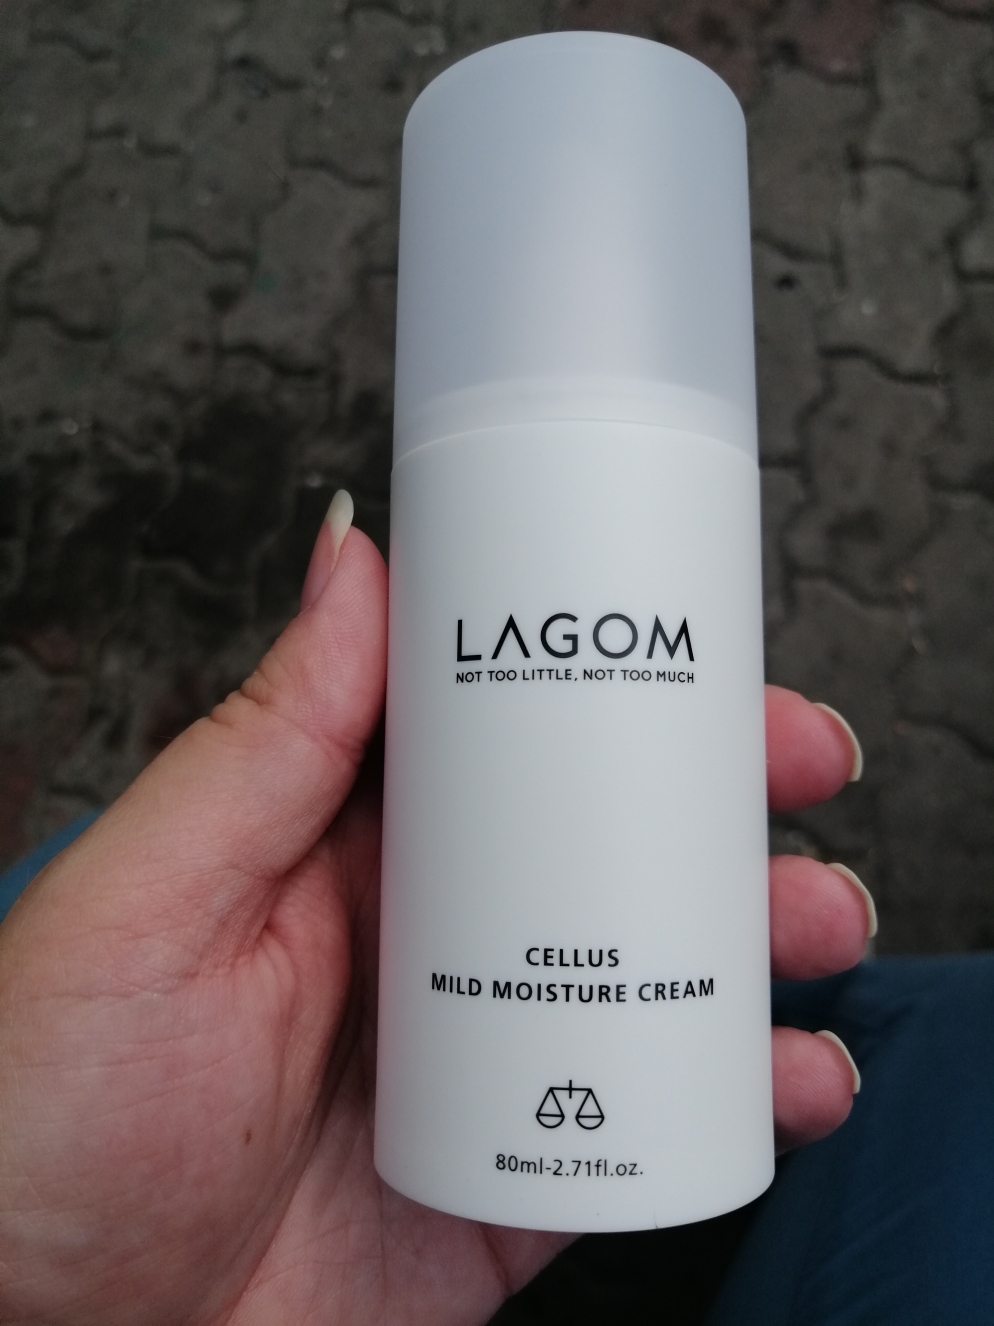 LAGOM
NOT TOO LITTLE, NOT TOO MUCH
CELLUS
MILD MOISTURE CREAM
80ml-2.71fl.oz.